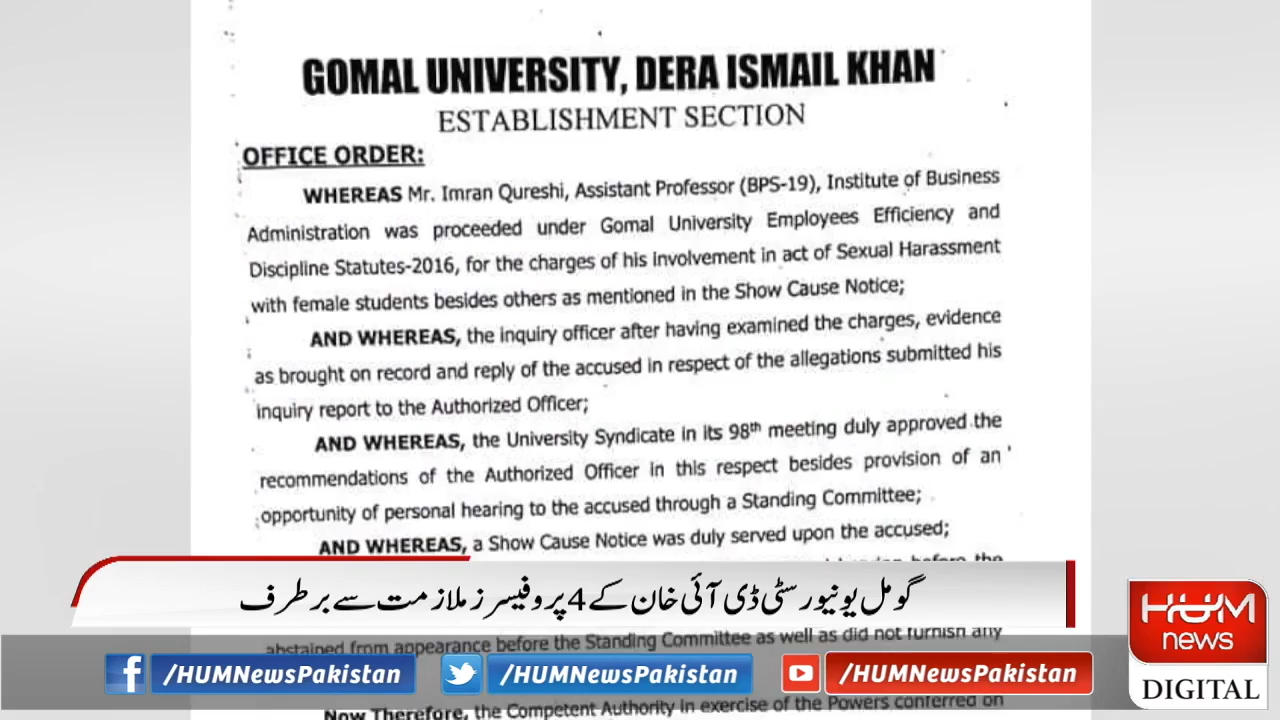 GOMAL UNIVERSITY, DERA ISMAIL KHAN
ESTABLISHMENT SECTION
OFFICE ORDER:
WHEREAS Mr. Imran Qureshi, Assistant Professor (BPS-19), Institute of Business
Administration was proceeded under Gomal University Employees Efficiency and
Discipline Statutes-2016, for the charges of his involvement in act of Sexual Harassment
with female students besides others as mentioned in the Show Cause Notice;
AND WHEREAS, the inquiry officer after having examined the charges, evidence
as brought on record and reply of the accused in respect of the allegations submitted his
inquiry report to the Authorized Officer;
AND WHEREAS, the University Syndicate in its 98th meeting duly approved the
recommendations of the Authorized Officer in this respect besides provision of an
opportunity of personal hearing to the accused through a Standing Committee;
AND WHEREAS, a Show Cause Notice was duly served upon the accused;
before the
گومل یونیورسٹی ڈی آئی خان کے 4 پروفیسرز ملازمت سے برطرف
abstained from appearance before the Standing Committee as well as did not furnish any
/HUMNewsPakistan
/HUMNewsPakistan
/HUMNewsPakistan
HUM
news
DIGITAL
Now Therefore, the Competent Authority in exercise of the Powers conferred on